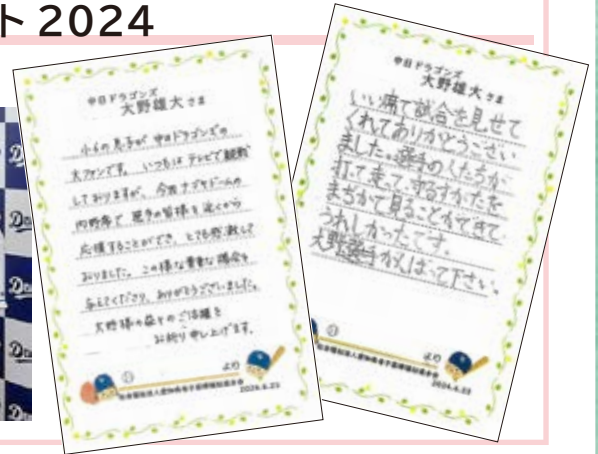 ト 2024
中日ドラゴンズ
大野雄大さま
小6の息子が中日ドラゴンズの
大ファンです。いつもはテレビで観戦
しておりますが、今回ナゴヤドームの
内野席で選手の皆様を近くから
応援することができ、とても感激して
おりました。この様な貴重な機会を
与えてくださり、ありがとうございました。
大野様の益々のご活躍を
お祈り申し上げます。
より
2024.6.23
中日ドラゴンズ
大野雄大さま
いい席で試合を見せて
くれてありがとうござい
ました。選手の人たちが
打って走って、するすがたを
まぢかで見ることができて
うれしかったです。
大野選手がんばって下さい。
より
2024.6.23